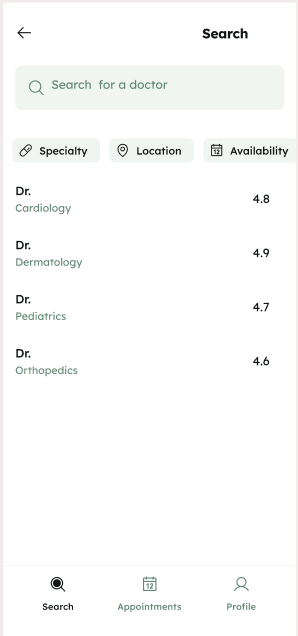 Search
Search for a doctor
Specialty Location Availability
12
Dr.
Cardiology
4.8
Dr.
Dermatology
4.9
Dr.
Pediatrics
4.7
Dr.
Orthopedics
4.6
12
Search Appointments Profile